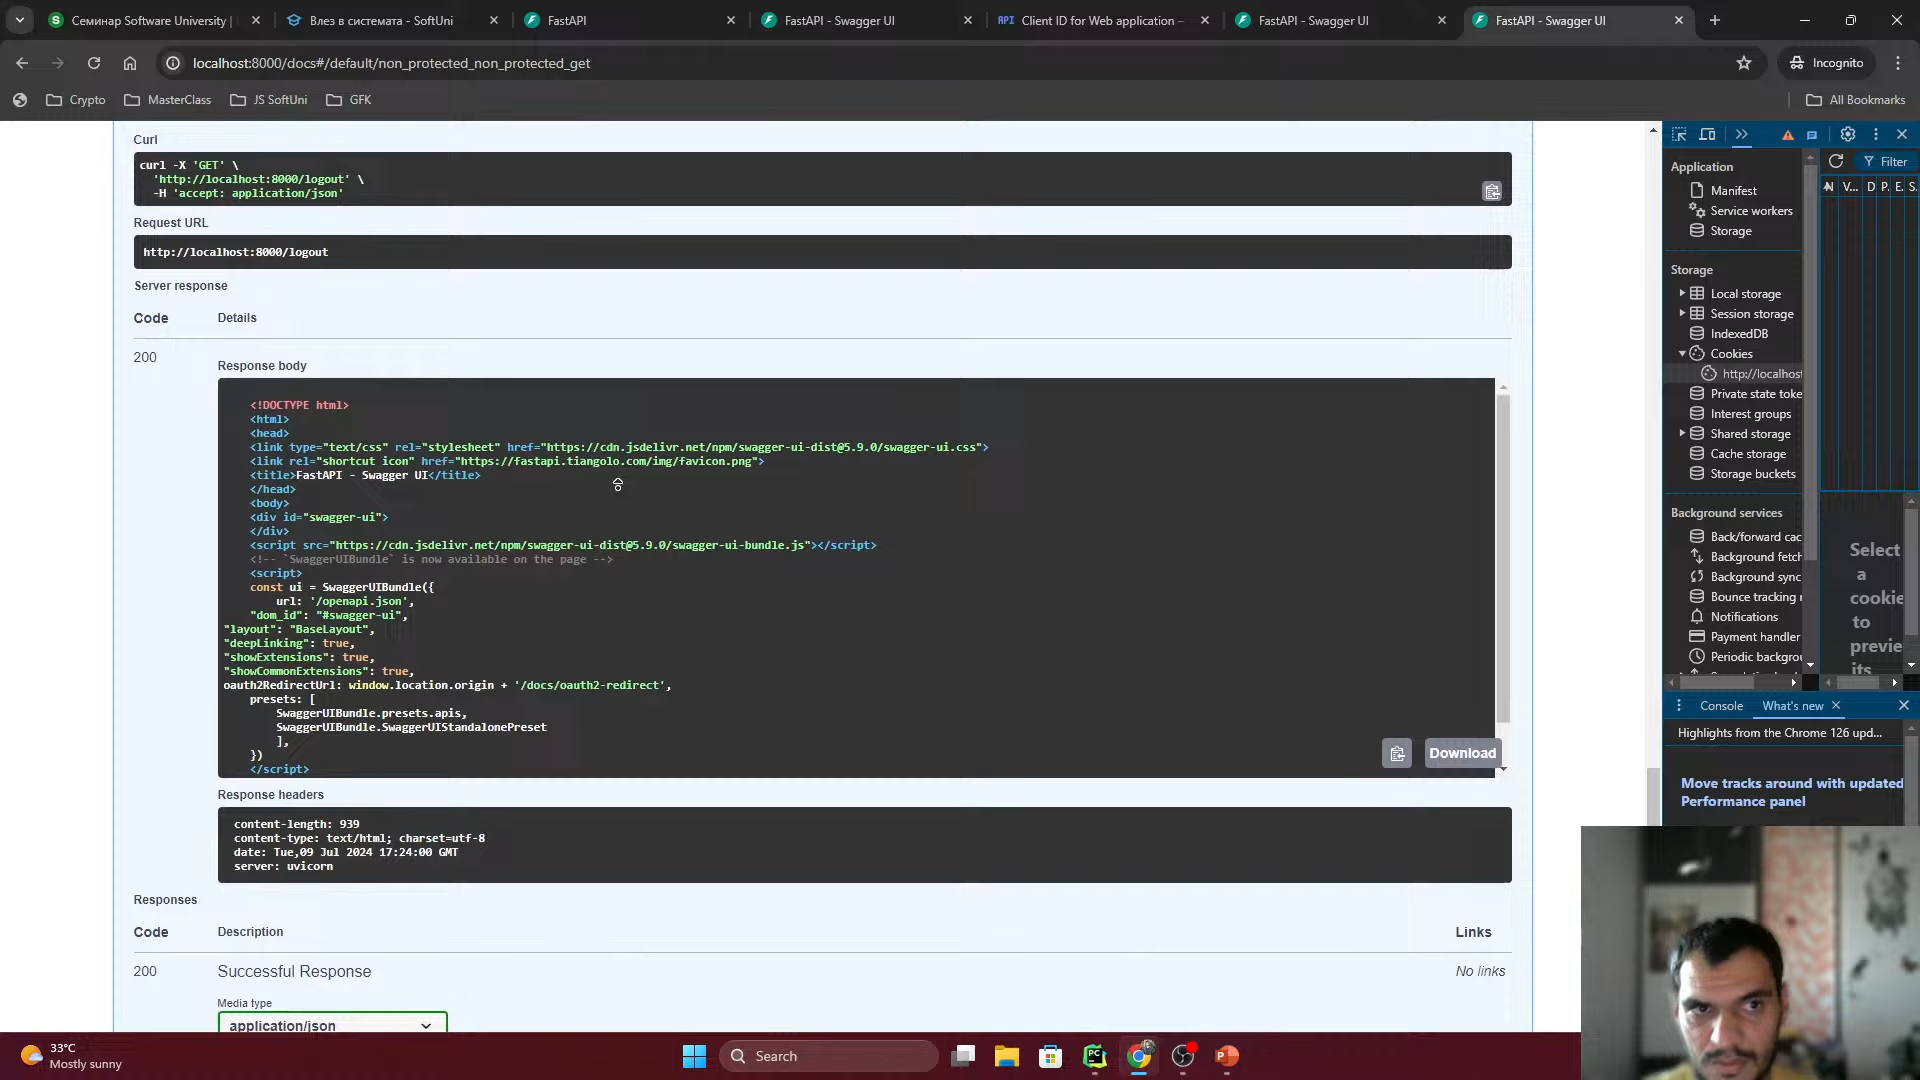 Семинар Software University |
Влез в системата - SoftUni
FastAPI
FastAPI - Swagger UI
API Client ID for Web application –
FastAPI - Swagger UI
FastAPI - Swagger UI
localhost:8000/docs#/default/non_protected_non_protected_get
Incognito
Crypto
MasterClass
JS SoftUni
GFK
All Bookmarks
Curl
curl -X 'GET' \
'http://localhost:8000/logout' \
-H 'accept: application/json'
Request URL
http://localhost:8000/logout
Server response
Code Details
200
Response body
<!DOCTYPE html>
<html>
<head>
<link type="text/css" rel="stylesheet" href="https://cdn.jsdelivr.net/npm/swagger-ui-dist@5.9.0/swagger-ui.css">
<link rel="shortcut icon" href="https://fastapi.tiangolo.com/img/favicon.png">
<title>FastAPI - Swagger UI</title>
</head>
<body>
<div id="swagger-ui">
</div>
<script src="https://cdn.jsdelivr.net/npm/swagger-ui-dist@5.9.0/swagger-ui-bundle.js"></script>
<!-- `SwaggerUIBundle` is now available on the page -->
<script>
const ui = SwaggerUIBundle({
url: '/openapi.json',
"dom_id": "#swagger-ui",
"layout": "BaseLayout",
"deepLinking": true,
"showExtensions": true,
"showCommonExtensions": true,
oauth2RedirectUrl: window.location.origin + '/docs/oauth2-redirect',
presets: [
SwaggerUIBundle.presets.apis,
SwaggerUIBundle.SwaggerUIStandalonePreset
],
})
</script>
Download
Response headers
content-length: 939
content-type: text/html; charset=utf-8
date: Tue,09 Jul 2024 17:24:00 GMT
server: uvicorn
Responses
Code Description Links
200 Successful Response No links
Media type
application/json
Filter
Application
N V... D P. E. S.
Manifest
Service workers
Storage
Storage
Local storage
Session storage
IndexedDB
Cookies
http://localhost
Private state toke
Interest groups
Shared storage
Cache storage
Storage buckets
Background services
Back/forward cac
Background fetch
Background sync
Bounce tracking
Notifications
Payment handler
Periodic backgro
Select
a
cookie
to
previe
its
Console What's new
Highlights from the Chrome 126 upd...
Move tracks around with updated
Performance panel
33°C
Mostly sunny
Search